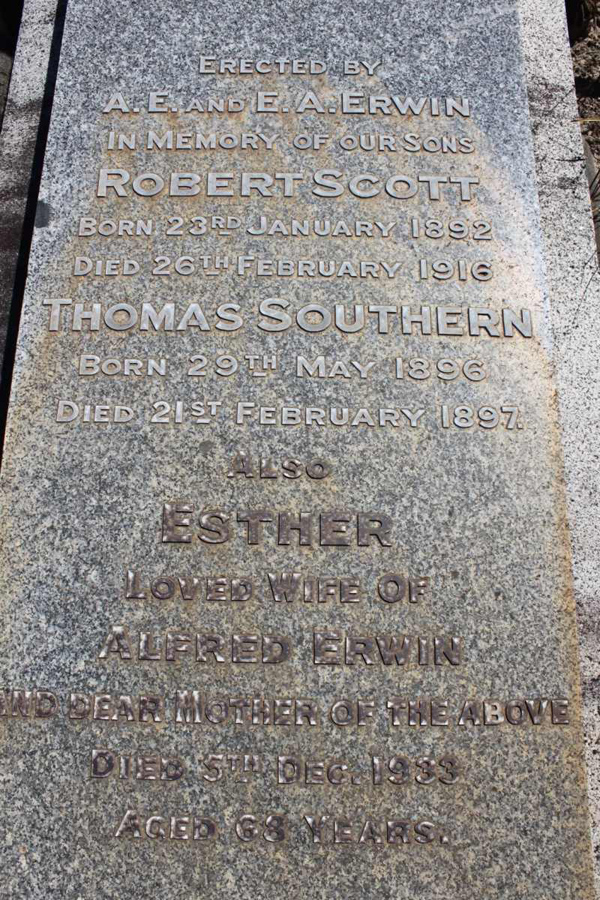 ERECTED BY
A.E. AND E.A. ERWIN
IN MEMORY OF OUR SONS
ROBERT SCOTT
BORN 23RD JANUARY 1892
DIED 26TH FEBRUARY 1916
THOMAS SOUTHERN
BORN 29TH MAY 1896
DIED 21ST FEBRUARY 1897.
ALSO
ESTHER
LOVED WIFE OF
ALFRED ERWIN
AND DEAR MOTHER OF THE ABOVE
DIED 5TH DEC. 1933
AGED 68 YEARS.